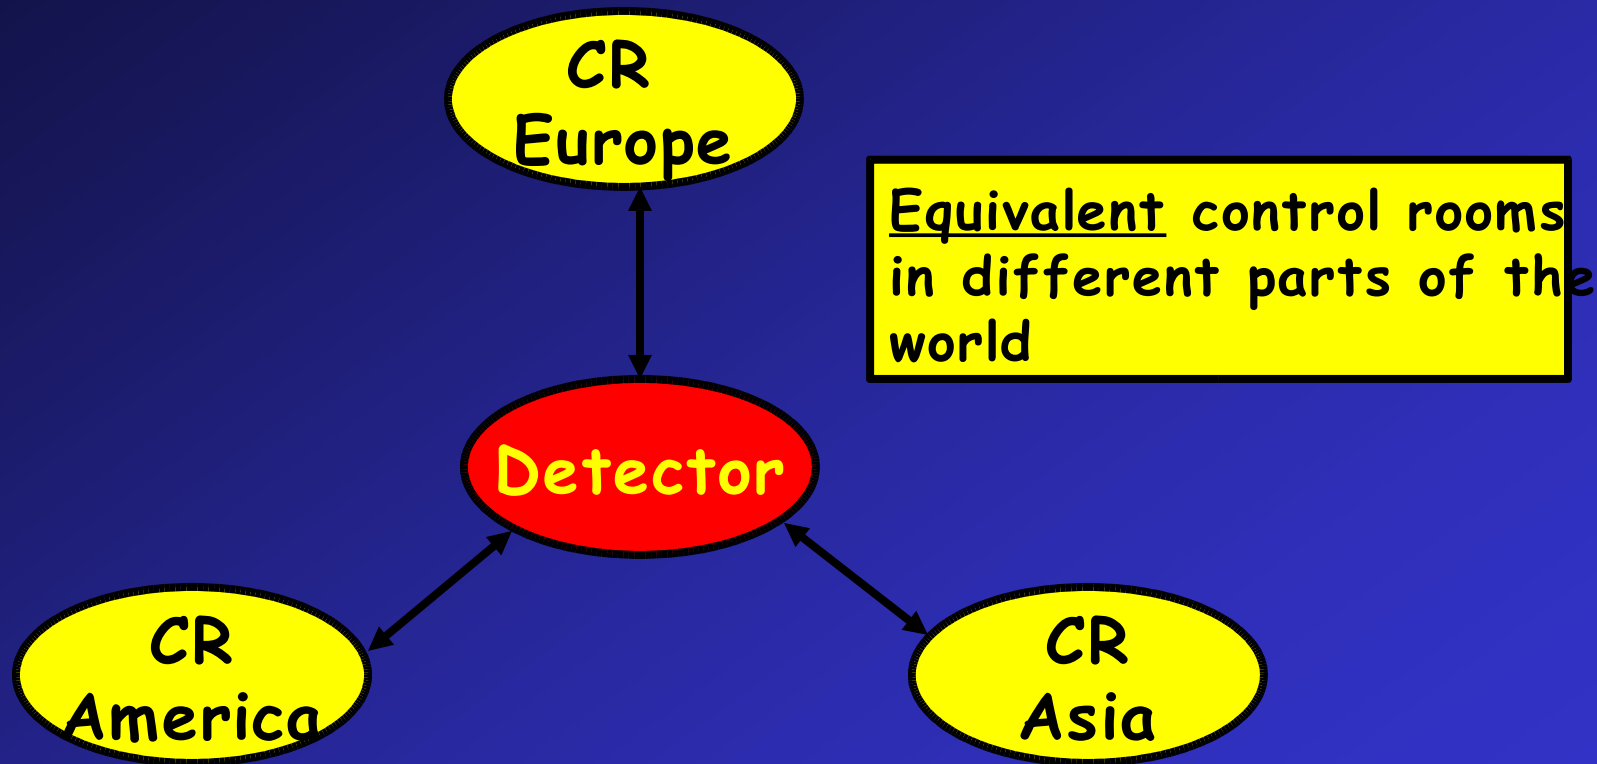 CR
Europe
Equivalent control rooms
in different parts of the
world
Detector
CR
America
CR
Asia